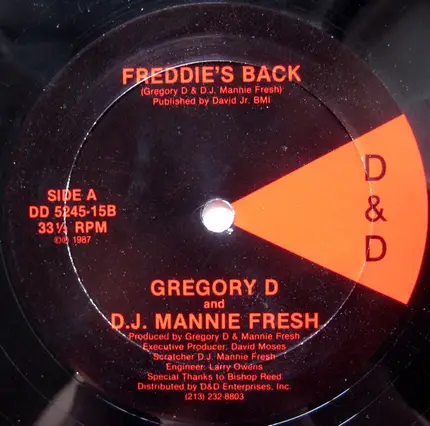 FREDDIE'S BACK
(Gregory D & D.J. Mannie Fresh)
Published by David Jr. BMI
SIDE A
DD 5245-15B
33⅓ RPM
©℗ 1987
D
&
D
GREGORY D
and
D.J. MANNIE FRESH
Produced by Gregory D & Mannie Fresh
Executive Producer: David Moses
Scratcher D.J. Mannie Fresh
Engineer: Larry Owens
Special Thanks to Bishop Reed
Distributed by D&D Enterprises, Inc.
(213) 232-8803